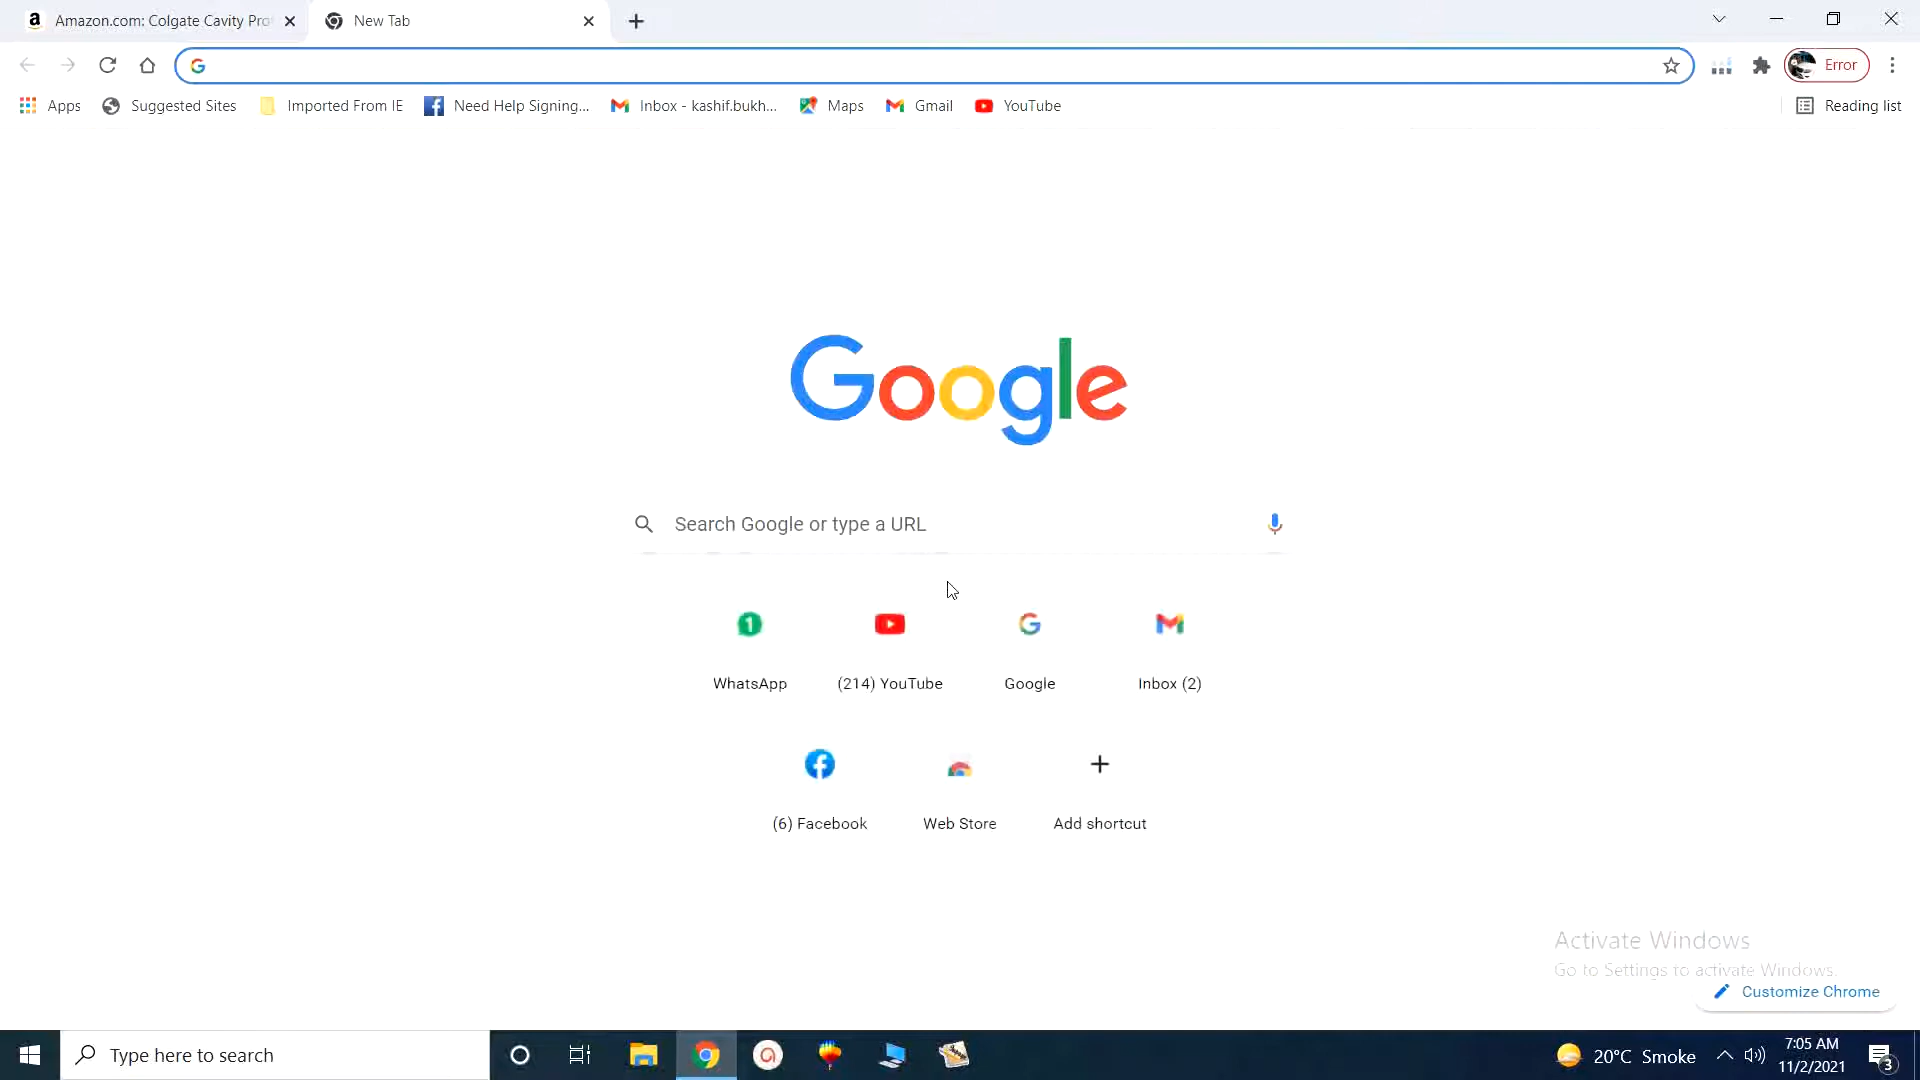 Amazon.com: Colgate Cavity Pro
New Tab
Error
Apps
Suggested Sites
Imported From IE
Need Help Signing...
Inbox - kashif.bukh...
Maps
Gmail
YouTube
Reading list
Google
Search Google or type a URL
WhatsApp
(214) YouTube
Google
Inbox (2)
(6) Facebook
Web Store
Add shortcut
Activate Windows
Go to Settings to activate Windows.
Customize Chrome
Type here to search
20°C Smoke
7:05 AM
11/2/2021
3